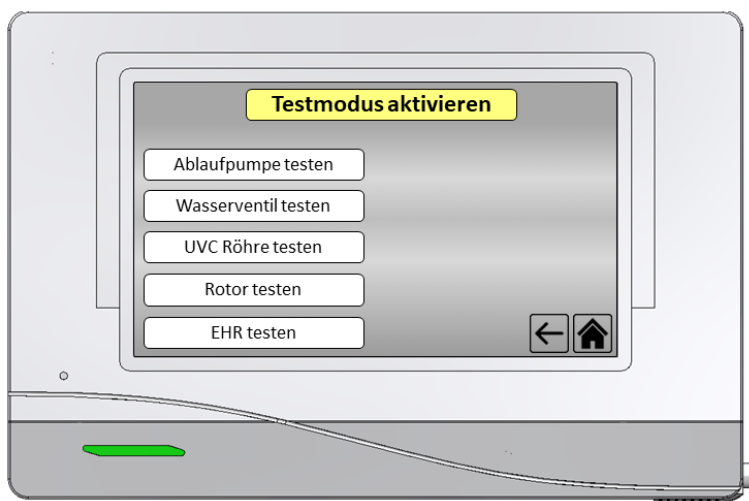 Testmodus aktivieren
Ablaufpumpe testen
Wasserventil testen
UVC Röhre testen
Rotor testen
EHR testen